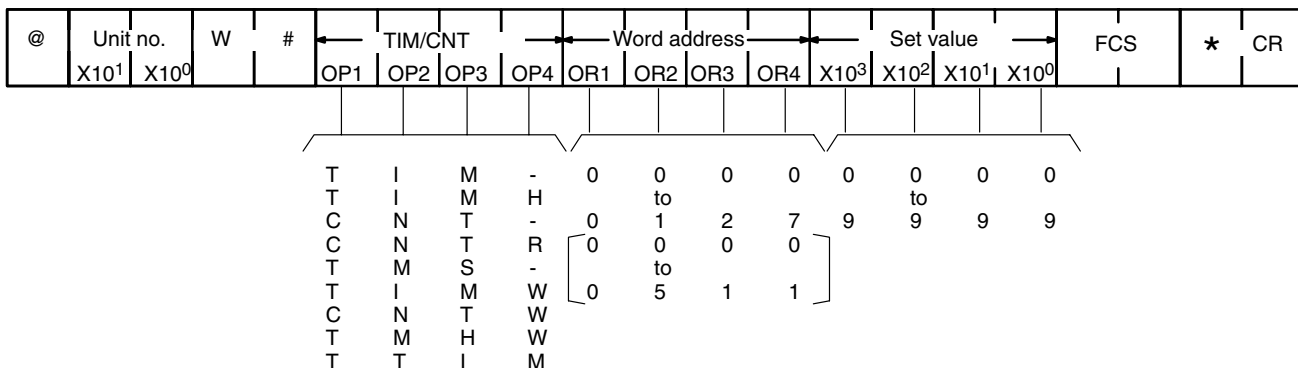 @ Unit no. W # TIM/CNT Word address Set value FCS * CR
X10¹ X10⁰ OP1 OP2 OP3 OP4 OR1 OR2 OR3 OR4 X10³ X10² X10¹ X10⁰
T I M - 0 0 0 0 0 0 0 0
T I M H to to
C N T - 0 1 2 7 9 9 9 9
C N T R 0 0 0 0
T M S - to
T I M W 0 5 1 1
C N T W
T M H W
T T I M